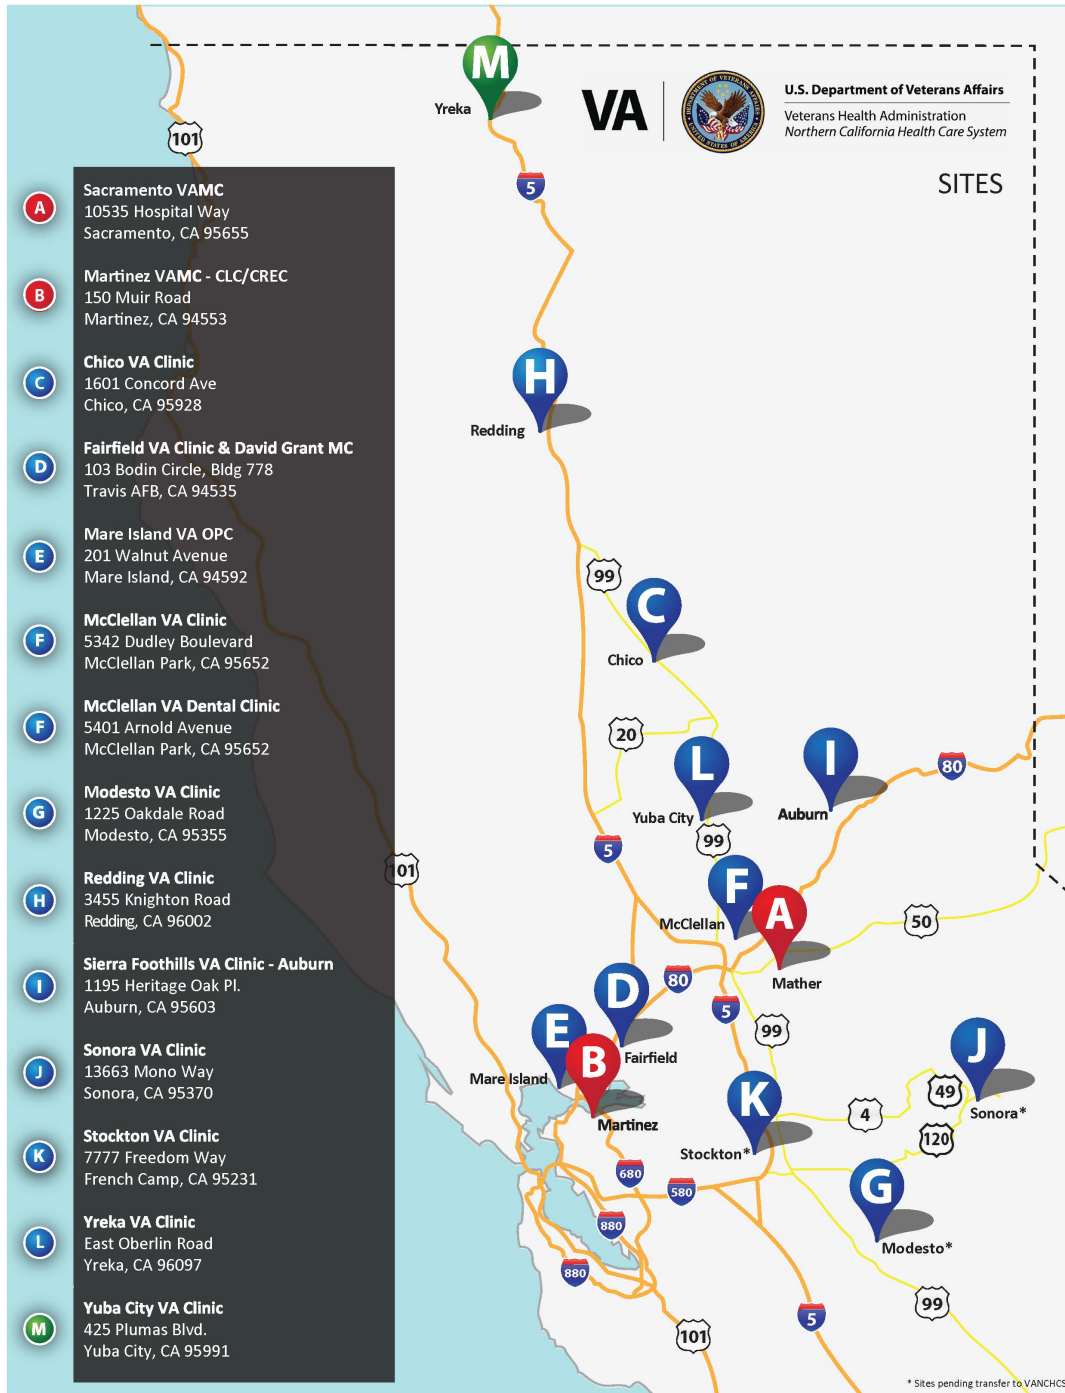 M
Yreka
VA
U.S. Department of Veterans Affairs
Veterans Health Administration
Northern California Health Care System
DEPARTMENT OF VETERANS AFFAIRS
UNITED STATES OF AMERICA
SITES
101
5
A
Sacramento VAMC
10535 Hospital Way
Sacramento, CA 95655
B
Martinez VAMC - CLC/CREC
150 Muir Road
Martinez, CA 94553
C
Chico VA Clinic
1601 Concord Ave
Chico, CA 95928
D
Fairfield VA Clinic & David Grant MC
103 Bodin Circle, Bldg 778
Travis AFB, CA 94535
E
Mare Island VA OPC
201 Walnut Avenue
Mare Island, CA 94592
F
McClellan VA Clinic
5342 Dudley Boulevard
McClellan Park, CA 95652
F
McClellan VA Dental Clinic
5401 Arnold Avenue
McClellan Park, CA 95652
G
Modesto VA Clinic
1225 Oakdale Road
Modesto, CA 95355
H
Redding VA Clinic
3455 Knighton Road
Redding, CA 96002
I
Sierra Foothills VA Clinic - Auburn
1195 Heritage Oak Pl.
Auburn, CA 95603
J
Sonora VA Clinic
13663 Mono Way
Sonora, CA 95370
K
Stockton VA Clinic
7777 Freedom Way
French Camp, CA 95231
L
Yreka VA Clinic
East Oberlin Road
Yreka, CA 96097
M
Yuba City VA Clinic
425 Plumas Blvd.
Yuba City, CA 95991
H
Redding
99
C
Chico
20
L
Yuba City
I
Auburn
80
99
5
101
F
McClellan
A
Mather
50
80
D
Fairfield
5
99
E
Mare Island
B
Martinez
K
Stockton*
J
Sonora*
49
4
120
680
580
G
Modesto*
880
880
99
5
101
* Sites pending transfer to VANCHCS